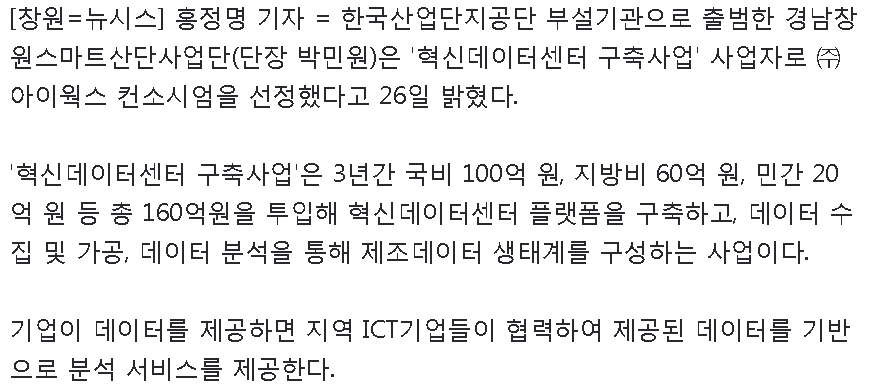 [창원=뉴시스] 홍정명 기자 = 한국산업단지공단 부설기관으로 출범한 경남창
원스마트산단사업단(단장 박민원)은 '혁신데이터센터 구축사업' 사업자로 ㈜
아이웍스 컨소시엄을 선정했다고 26일 밝혔다.
'혁신데이터센터 구축사업'은 3년간 국비 100억 원, 지방비 60억 원, 민간 20
억 원 등 총 160억원을 투입해 혁신데이터센터 플랫폼을 구축하고, 데이터 수
집 및 가공, 데이터 분석을 통해 제조데이터 생태계를 구성하는 사업이다.
기업이 데이터를 제공하면 지역 ICT기업들이 협력하여 제공된 데이터를 기반
으로 분석 서비스를 제공한다.